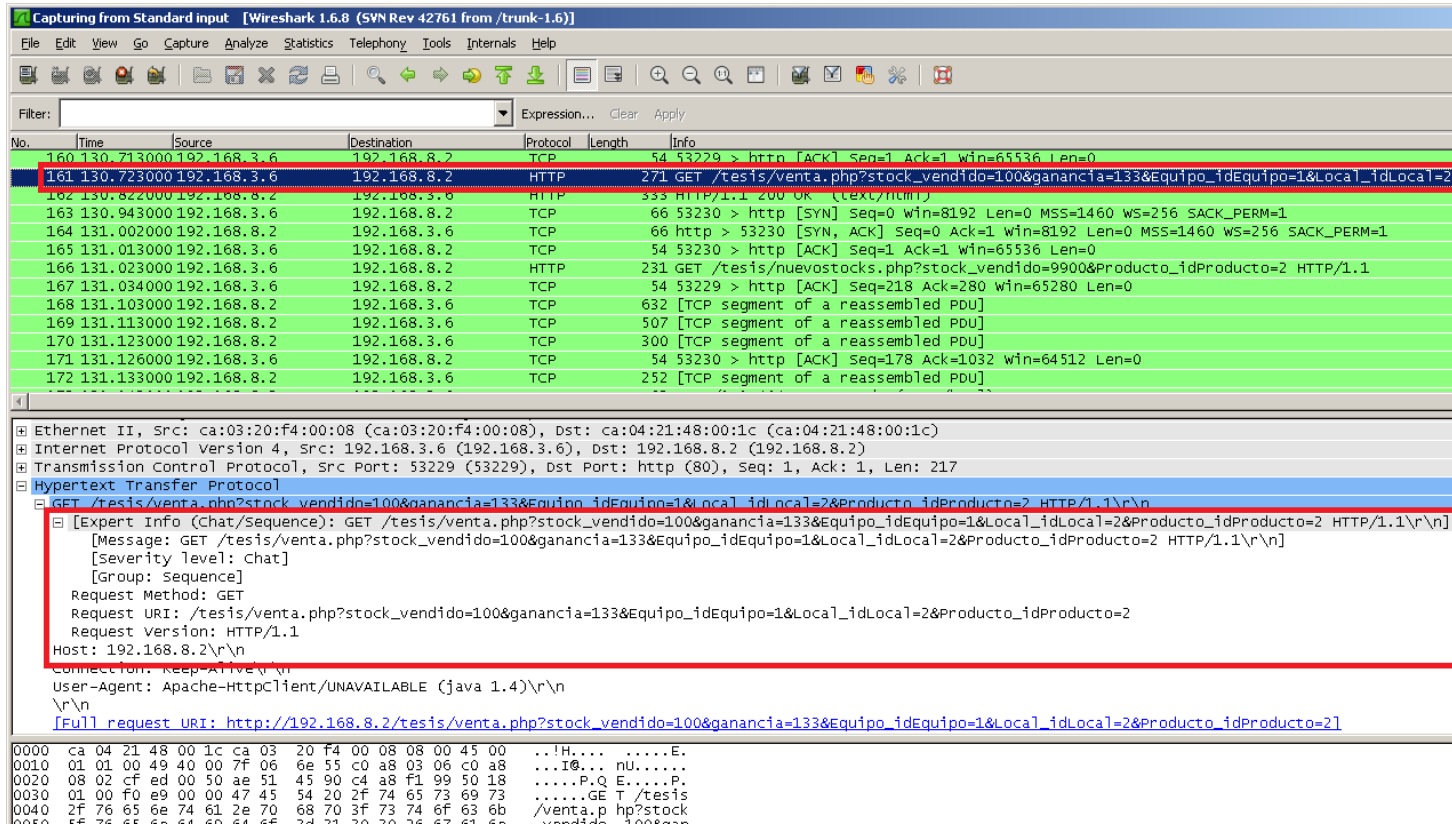 Capturing from Standard input [Wireshark 1.6.8 (SVN Rev 42761 from /trunk-1.6)]
File Edit View Go Capture Analyze Statistics Telephony Tools Internals Help
Filter: Expression... Clear Apply
No. Time Source Destination Protocol Length Info
160 130.713000 192.168.3.6 192.168.8.2 TCP 54 53229 > http [ACK] Seq=1 Ack=1 Win=65536 Len=0
161 130.723000 192.168.3.6 192.168.8.2 HTTP 271 GET /tesis/venta.php?stock_vendido=100&ganancia=133&Equipo_idEquipo=1&Local_idLocal=2
162 130.822000 192.168.8.2 192.168.3.6 HTTP 333 HTTP/1.1 200 OK (text/html)
163 130.943000 192.168.3.6 192.168.8.2 TCP 66 53230 > http [SYN] Seq=0 Win=8192 Len=0 MSS=1460 WS=256 SACK_PERM=1
164 131.002000 192.168.8.2 192.168.3.6 TCP 66 http > 53230 [SYN, ACK] Seq=0 Ack=1 Win=8192 Len=0 MSS=1460 WS=256 SACK_PERM=1
165 131.013000 192.168.3.6 192.168.8.2 TCP 54 53230 > http [ACK] Seq=1 Ack=1 Win=65536 Len=0
166 131.023000 192.168.3.6 192.168.8.2 HTTP 231 GET /tesis/nuevostocks.php?stock_vendido=9900&Producto_idProducto=2 HTTP/1.1
167 131.034000 192.168.3.6 192.168.8.2 TCP 54 53229 > http [ACK] Seq=218 Ack=280 Win=65280 Len=0
168 131.103000 192.168.8.2 192.168.3.6 TCP 632 [TCP segment of a reassembled PDU]
169 131.113000 192.168.8.2 192.168.3.6 TCP 507 [TCP segment of a reassembled PDU]
170 131.123000 192.168.8.2 192.168.3.6 TCP 300 [TCP segment of a reassembled PDU]
171 131.126000 192.168.3.6 192.168.8.2 TCP 54 53230 > http [ACK] Seq=178 Ack=1032 Win=64512 Len=0
172 131.133000 192.168.8.2 192.168.3.6 TCP 252 [TCP segment of a reassembled PDU]
Ethernet II, Src: ca:03:20:f4:00:08 (ca:03:20:f4:00:08), Dst: ca:04:21:48:00:1c (ca:04:21:48:00:1c)
Internet Protocol Version 4, Src: 192.168.3.6 (192.168.3.6), Dst: 192.168.8.2 (192.168.8.2)
Transmission Control Protocol, Src Port: 53229 (53229), Dst Port: http (80), Seq: 1, Ack: 1, Len: 217
Hypertext Transfer Protocol
GET /tesis/venta.php?stock_vendido=100&ganancia=133&Equipo_idEquipo=1&Local_idLocal=2&Producto_idProducto=2 HTTP/1.1\r\n
[Expert Info (Chat/Sequence): GET /tesis/venta.php?stock_vendido=100&ganancia=133&Equipo_idEquipo=1&Local_idLocal=2&Producto_idProducto=2 HTTP/1.1\r\n]
[Message: GET /tesis/venta.php?stock_vendido=100&ganancia=133&Equipo_idEquipo=1&Local_idLocal=2&Producto_idProducto=2 HTTP/1.1\r\n]
[Severity level: Chat]
[Group: Sequence]
Request Method: GET
Request URI: /tesis/venta.php?stock_vendido=100&ganancia=133&Equipo_idEquipo=1&Local_idLocal=2&Producto_idProducto=2
Request Version: HTTP/1.1
Host: 192.168.8.2\r\n
Connection: Keep-Alive\r\n
User-Agent: Apache-HttpClient/UNAVAILABLE (java 1.4)\r\n
\r\n
[Full request URI: http://192.168.8.2/tesis/venta.php?stock_vendido=100&ganancia=133&Equipo_idEquipo=1&Local_idLocal=2&Producto_idProducto=2]
0000 ca 04 21 48 00 1c ca 03 20 f4 00 08 08 00 45 00 ..!H.... .....E.
0010 01 01 00 49 40 00 7f 06 6e 55 c0 a8 03 06 c0 a8 ...I@... nU......
0020 08 02 cf ed 00 50 ae 51 45 90 c4 a8 f1 99 50 18 .....P.Q E.....P.
0030 01 00 f0 e9 00 00 47 45 54 20 2f 74 65 73 69 73 ......GE T /tesis
0040 2f 76 65 6e 74 61 2e 70 68 70 3f 73 74 6f 63 6b /venta.p hp?stock